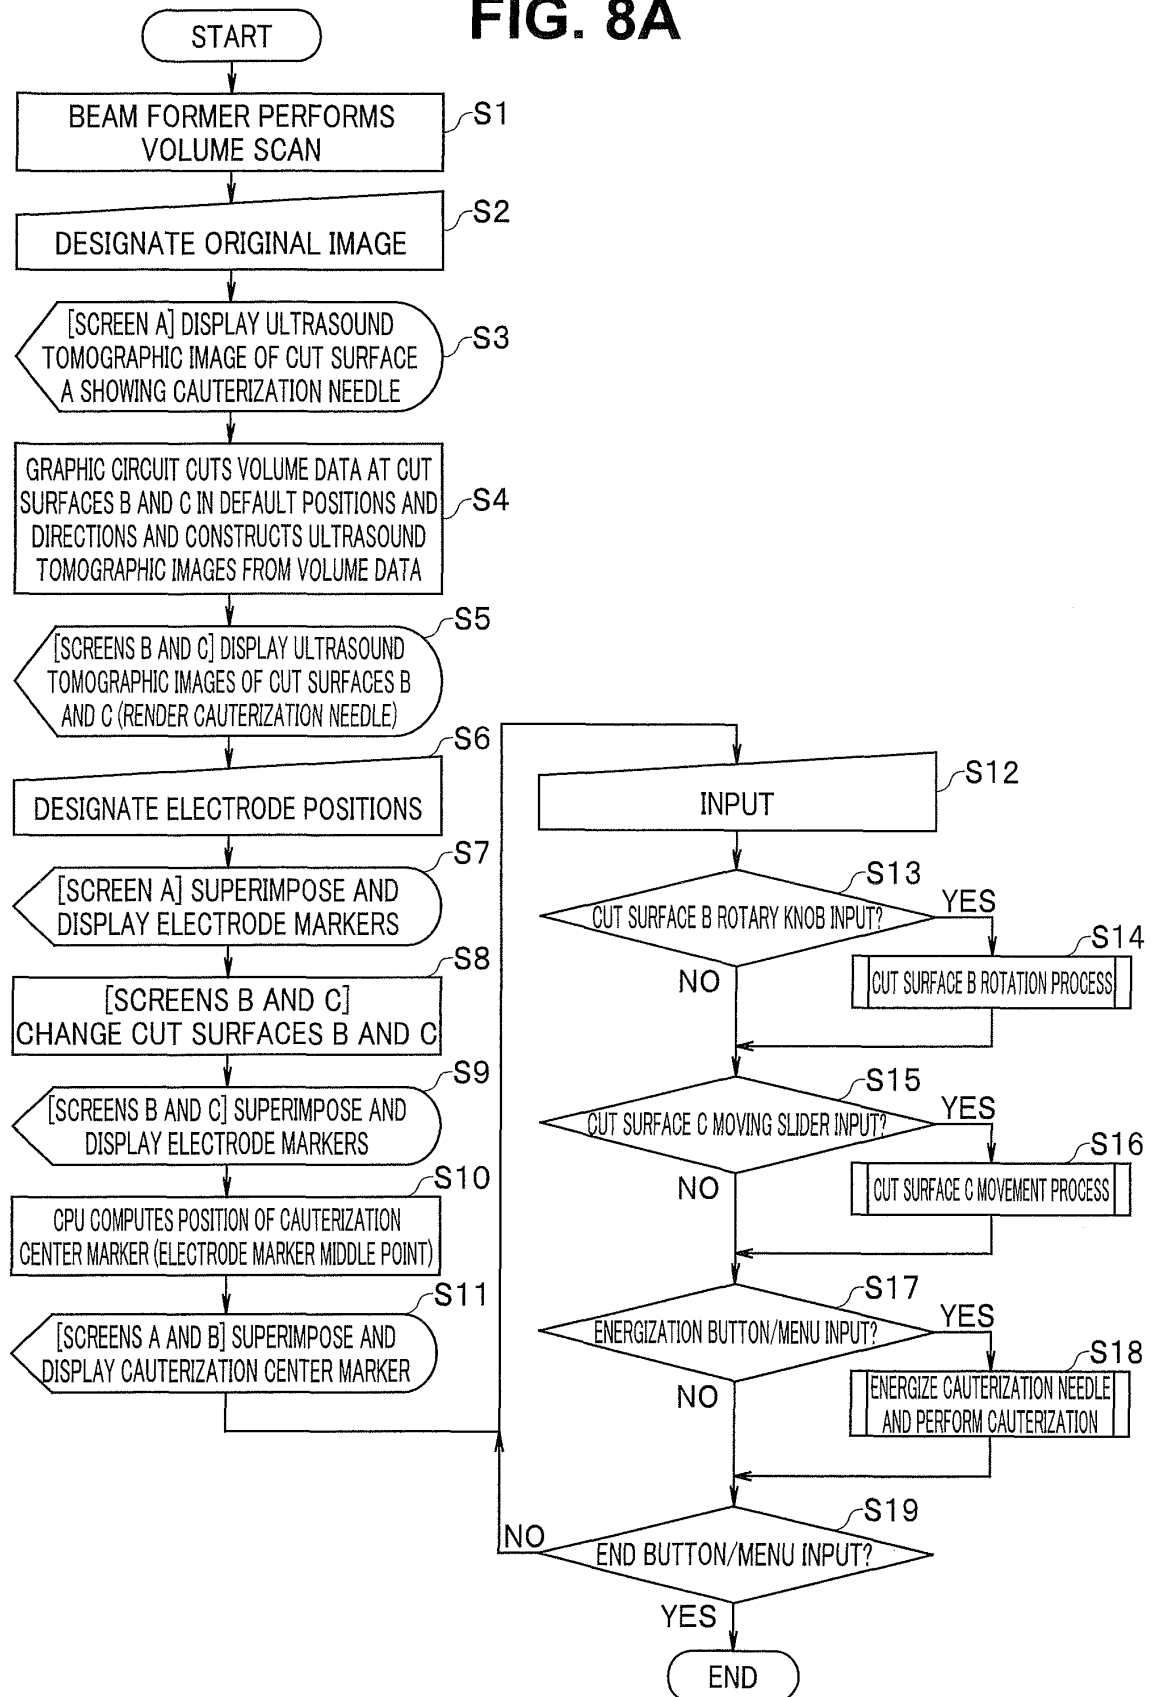 FIG. 8A
START
BEAM FORMER PERFORMS
VOLUME SCAN
S1
DESIGNATE ORIGINAL IMAGE
S2
[SCREEN A] DISPLAY ULTRASOUND
TOMOGRAPHIC IMAGE OF CUT SURFACE
A SHOWING CAUTERIZATION NEEDLE
S3
GRAPHIC CIRCUIT CUTS VOLUME DATA AT CUT
SURFACES B AND C IN DEFAULT POSITIONS AND
DIRECTIONS AND CONSTRUCTS ULTRASOUND
TOMOGRAPHIC IMAGES FROM VOLUME DATA
S4
[SCREENS B AND C] DISPLAY ULTRASOUND
TOMOGRAPHIC IMAGES OF CUT SURFACES B
AND C (RENDER CAUTERIZATION NEEDLE)
S5
DESIGNATE ELECTRODE POSITIONS
S6
[SCREEN A] SUPERIMPOSE AND
DISPLAY ELECTRODE MARKERS
S7
[SCREENS B AND C]
CHANGE CUT SURFACES B AND C
S8
[SCREENS B AND C] SUPERIMPOSE AND
DISPLAY ELECTRODE MARKERS
S9
CPU COMPUTES POSITION OF CAUTERIZATION
CENTER MARKER (ELECTRODE MARKER MIDDLE POINT)
S10
[SCREENS A AND B] SUPERIMPOSE AND
DISPLAY CAUTERIZATION CENTER MARKER
S11
INPUT
S12
CUT SURFACE B ROTARY KNOB INPUT?
S13
YES
NO
CUT SURFACE B ROTATION PROCESS
S14
CUT SURFACE C MOVING SLIDER INPUT?
S15
YES
NO
CUT SURFACE C MOVEMENT PROCESS
S16
ENERGIZATION BUTTON/MENU INPUT?
S17
YES
NO
ENERGIZE CAUTERIZATION NEEDLE
AND PERFORM CAUTERIZATION
S18
END BUTTON/MENU INPUT?
S19
NO
YES
END